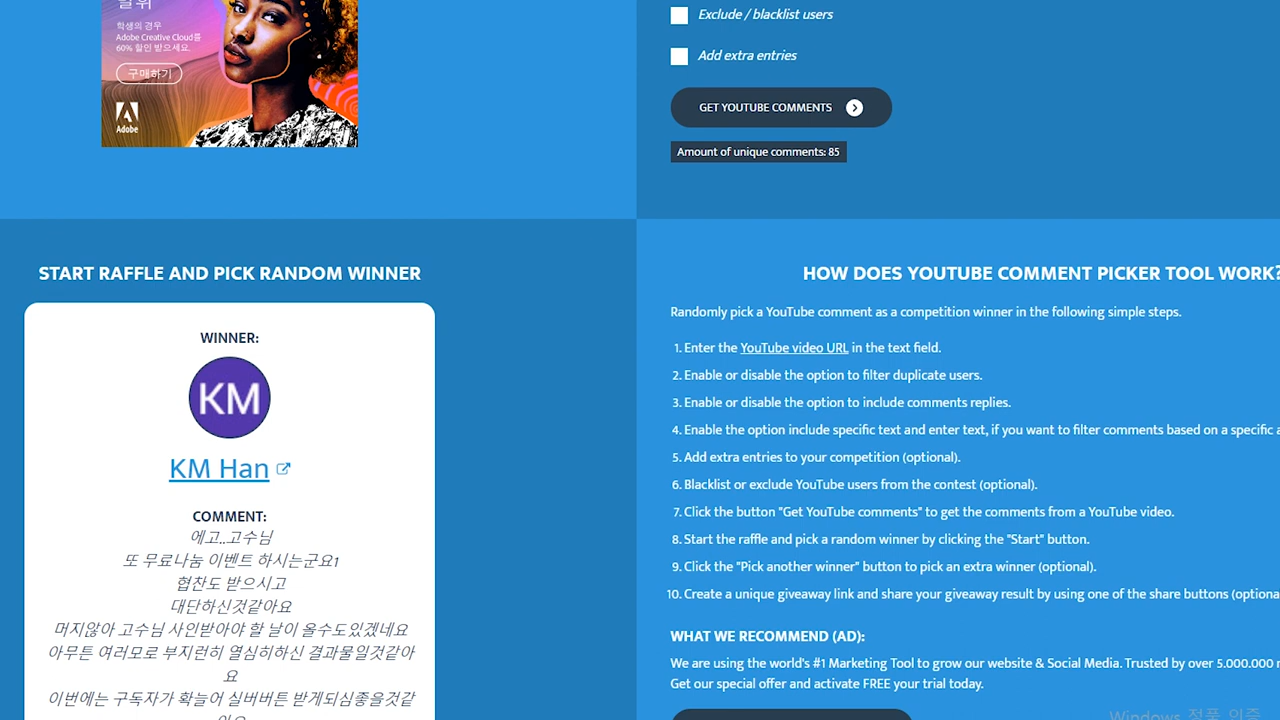 학생의 경우
Adobe Creative Cloud를
60% 할인 받으세요.
구매하기
Adobe
Exclude / blacklist users
Add extra entries
GET YOUTUBE COMMENTS
Amount of unique comments: 85
START RAFFLE AND PICK RANDOM WINNER
WINNER:
KM
KM Han
COMMENT:
에고..고수님
또 무료나눔 이벤트 하시는군요1
협찬도 받으시고
대단하신것같아요
머지않아 고수님 사인받아야 할 날이 올수도있겠네요
아무튼 여러모로 부지런히 열심히하신 결과물일것같아
요
이번에는 구독자가 확늘어 실버버튼 받게되심좋을것같
HOW DOES YOUTUBE COMMENT PICKER TOOL WORK?
Randomly pick a YouTube comment as a competition winner in the following simple steps.
1. Enter the YouTube video URL in the text field.
2. Enable or disable the option to filter duplicate users.
3. Enable or disable the option to include comments replies.
4. Enable the option include specific text and enter text, if you want to filter comments based on a specific
5. Add extra entries to your competition (optional).
6. Blacklist or exclude YouTube users from the contest (optional).
7. Click the button "Get YouTube comments" to get the comments from a YouTube video.
8. Start the raffle and pick a random winner by clicking the "Start" button.
9. Click the "Pick another winner" button to pick an extra winner (optional).
10. Create a unique giveaway link and share your giveaway result by using one of the share buttons (optiona
WHAT WE RECOMMEND (AD):
We are using the world's #1 Marketing Tool to grow our website & Social Media. Trusted by over 5.000.000
Get our special offer and activate FREE your trial today.
Windows 정품 인증